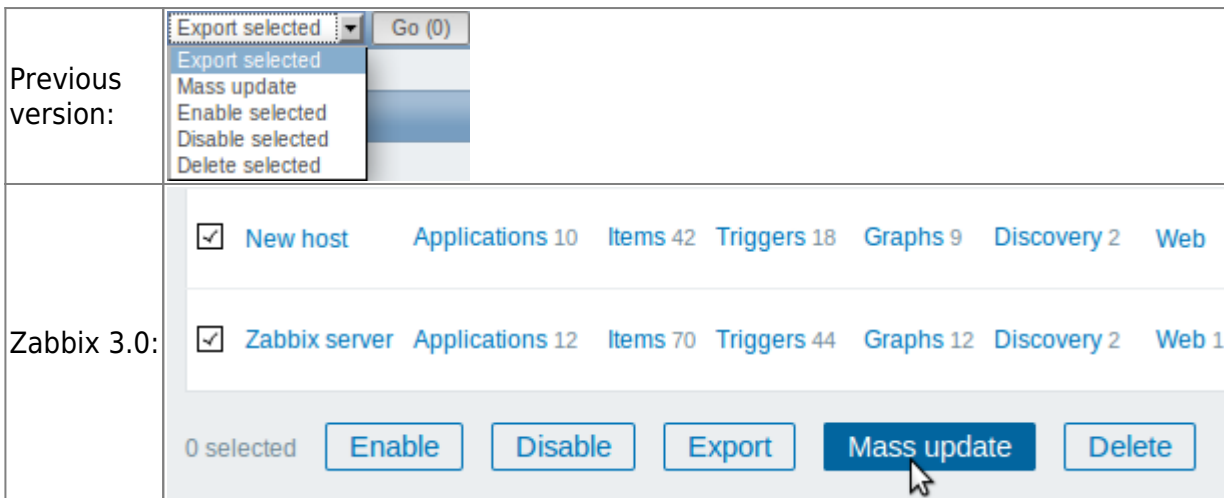 Previous version:
Export selected Go (0)
Export selected
Mass update
Enable selected
Disable selected
Delete selected
Zabbix 3.0:
New host Applications 10 Items 42 Triggers 18 Graphs 9 Discovery 2 Web
Zabbix server Applications 12 Items 70 Triggers 44 Graphs 12 Discovery 2 Web 1
0 selected Enable Disable Export Mass update Delete